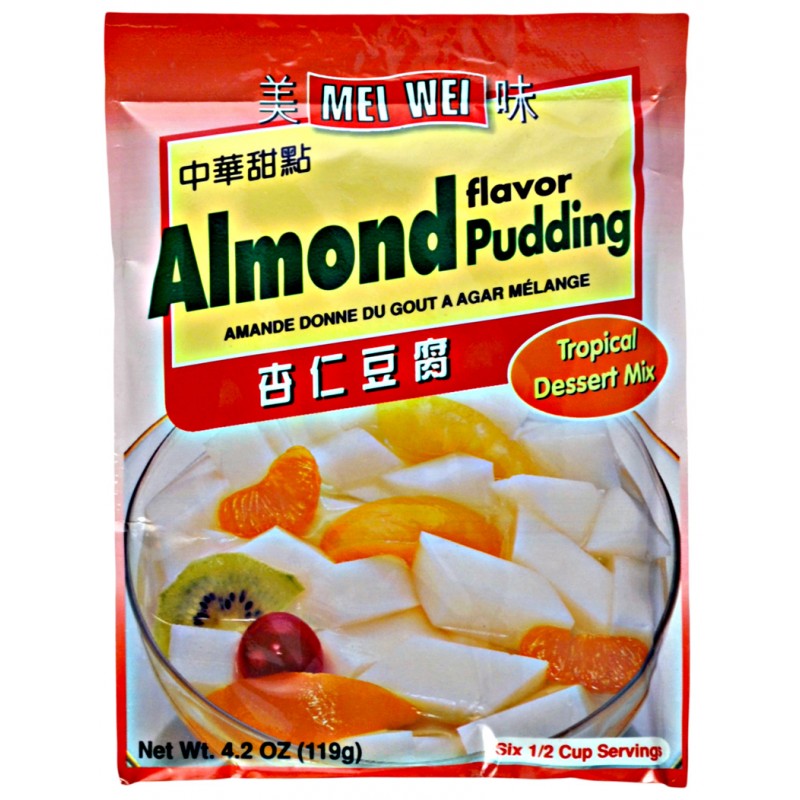 美 MEI WEI 味
中華甜點
Almond flavor Pudding
AMANDE DONNE DU GOUT A AGAR MÉLANGE
杏仁豆腐
Tropical
Dessert Mix
Net Wt. 4.2 OZ (119g)
Six 1/2 Cup Servings